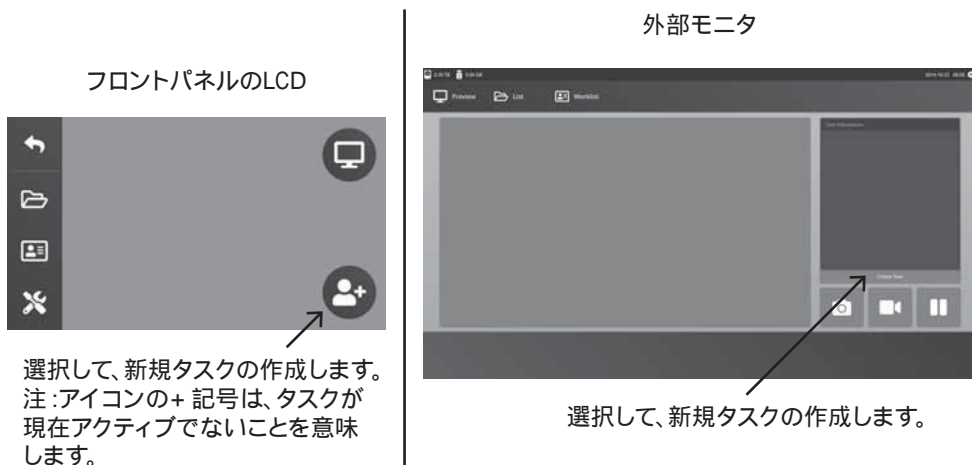 外部モニタ
フロントパネルのLCD
Preview
List
Worklist
選択して、新規タスクの作成します。
注:アイコンの+ 記号は、タスクが
現在アクティブでないことを意味
します。
選択して、新規タスクの作成します。